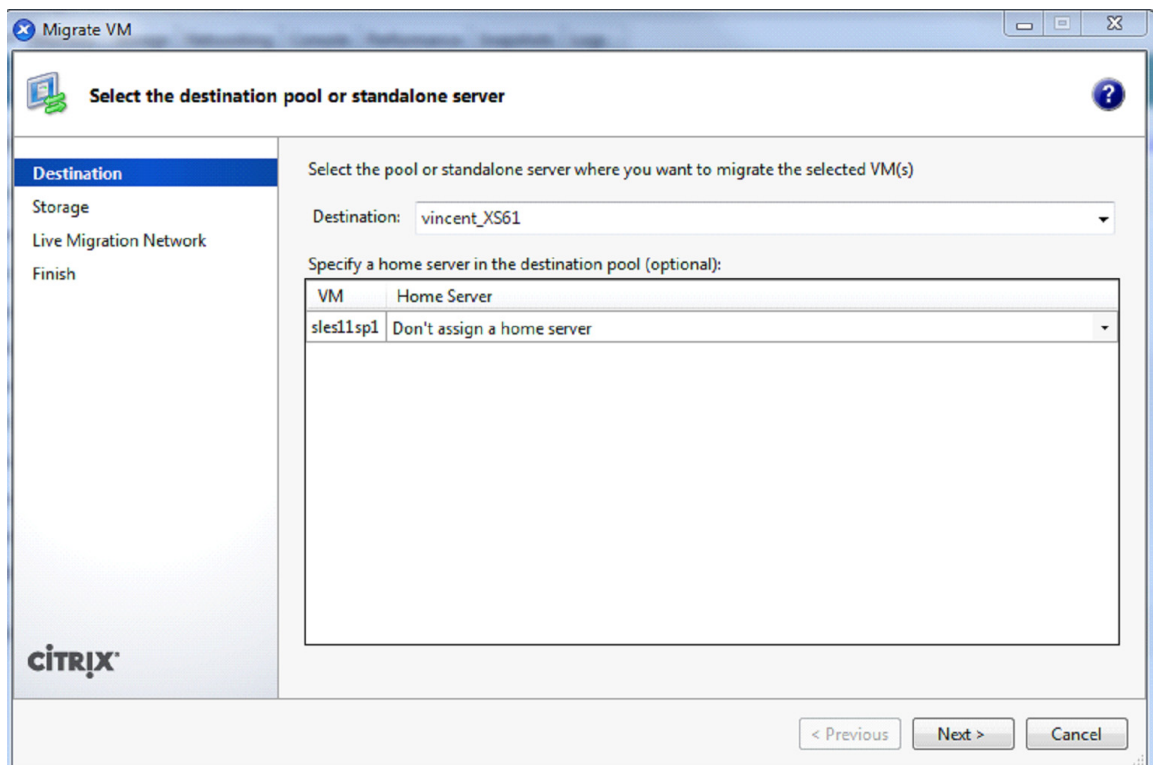 Migrate VM
Select the destination pool or standalone server
?
Destination
Storage
Live Migration Network
Finish
Select the pool or standalone server where you want to migrate the selected VM(s)
Destination: vincent_XS61
Specify a home server in the destination pool (optional):
VM Home Server
sles11sp1 Don't assign a home server
CITRIX
< Previous Next > Cancel